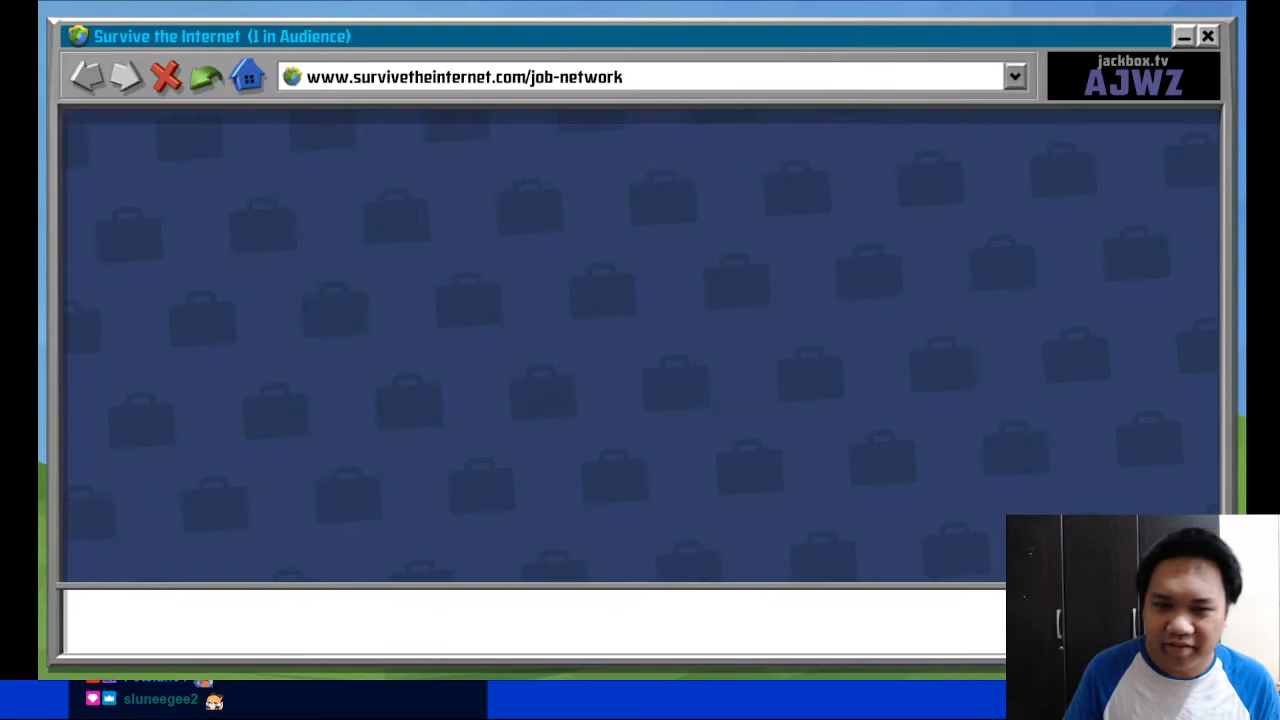 Survive the Internet (1 in Audience)
www.survivetheinternet.com/job-network
jackbox.tv
AJWZ
sluneegee2